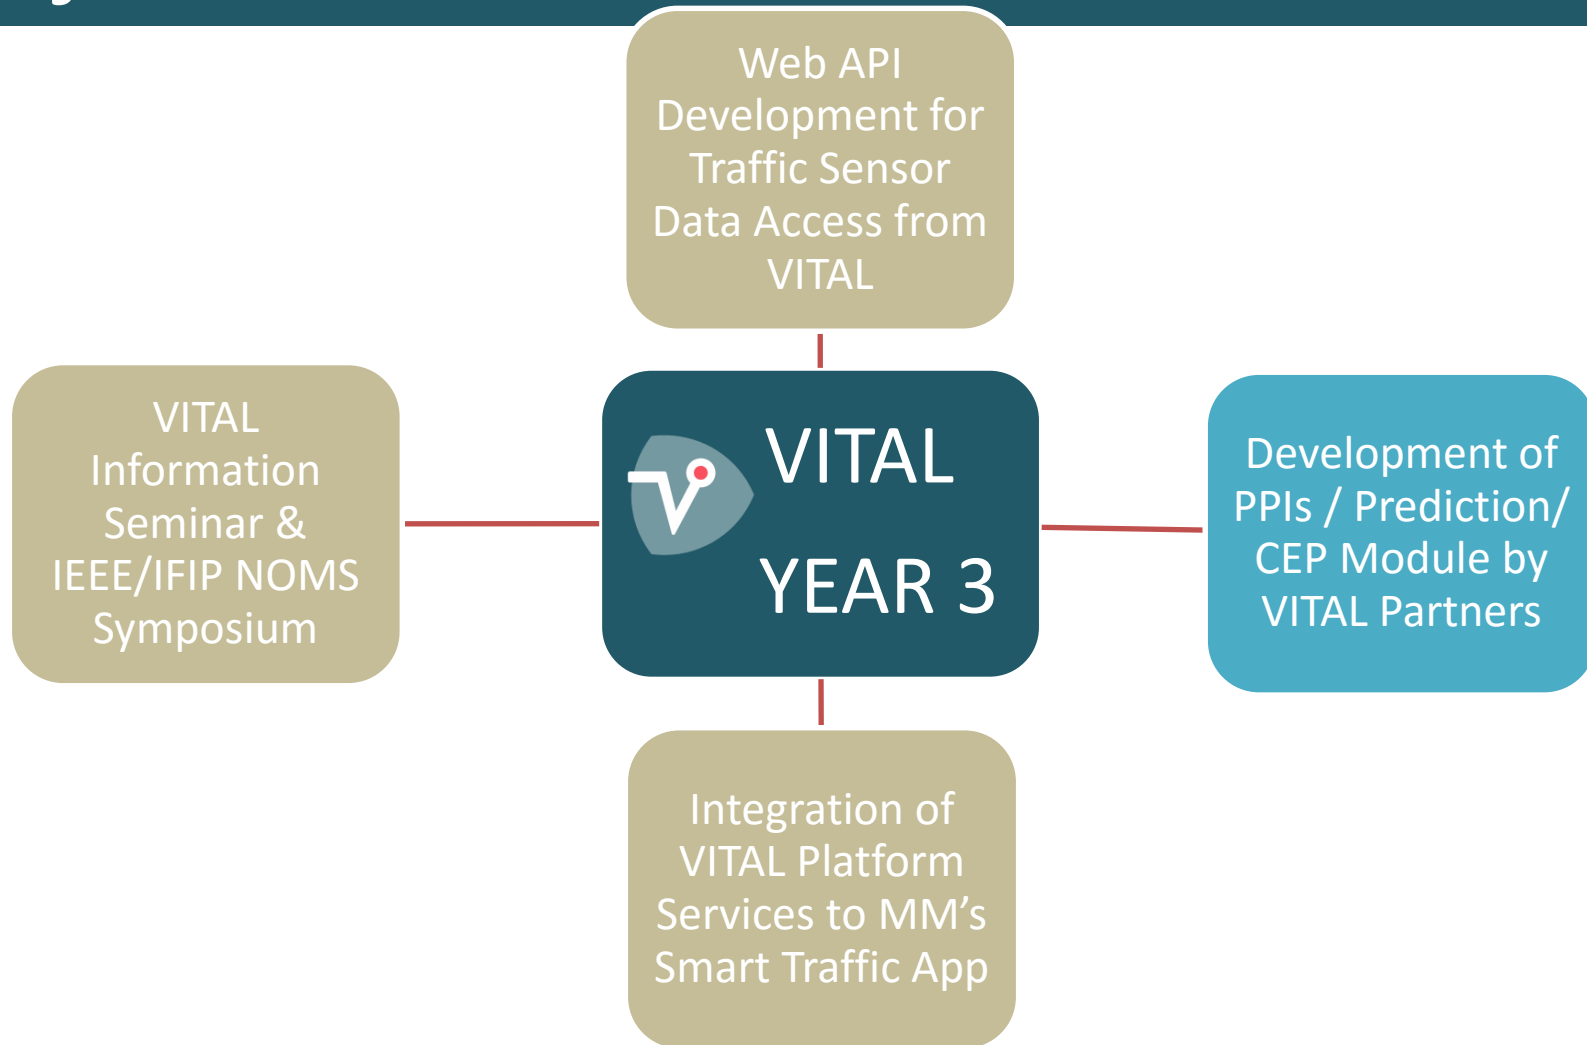 Web API
Development for
Traffic Sensor
Data Access from
VITAL
VITAL
Information
Seminar &
IEEE/IFIP NOMS
Symposium
VITAL
YEAR 3
Development of
PPIs / Prediction/
CEP Module by
VITAL Partners
Integration of
VITAL Platform
Services to MM’s
Smart Traffic App